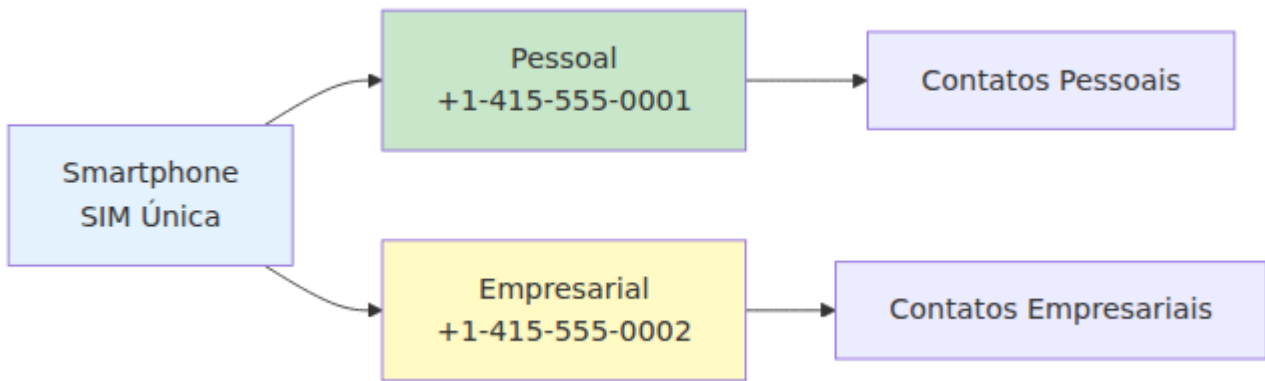 Pessoal
+1-415-555-0001
Contatos Pessoais
Smartphone
SIM Única
Empresarial
+1-415-555-0002
Contatos Empresariais